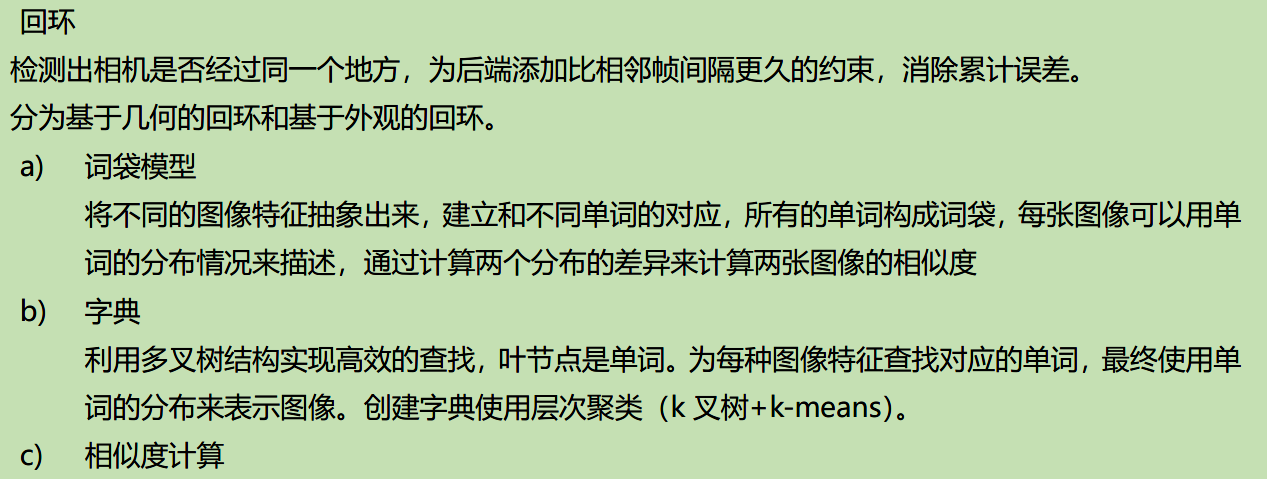 回环
检测出相机是否经过同一个地方，为后端添加比相邻帧间隔更久的约束，消除累计误差。
分为基于几何的回环和基于外观的回环。
a) 词袋模型
将不同的图像特征抽象出来，建立和不同单词的对应，所有的单词构成词袋，每张图像可以用单
词的分布情况来描述，通过计算两个分布的差异来计算两张图像的相似度
b) 字典
利用多叉树结构实现高效的查找，叶节点是单词。为每种图像特征查找对应的单词，最终使用单
词的分布来表示图像。创建字典使用层次聚类（k 叉树+k-means）。
c) 相似度计算